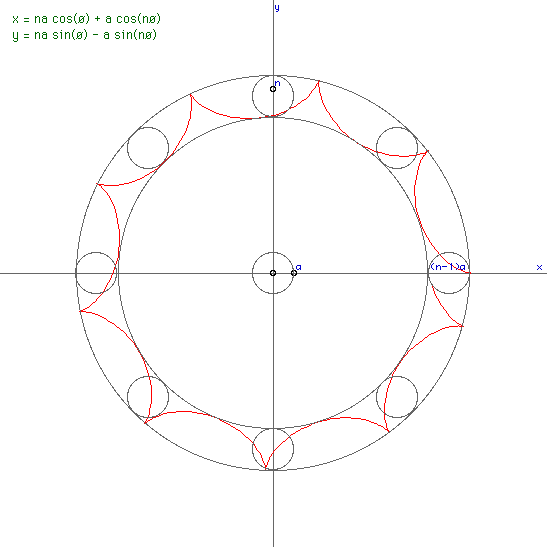 x = na cos(ø) + a cos(nø)
y = na sin(ø) - a sin(nø)
y
n
a
(n-1)a
x